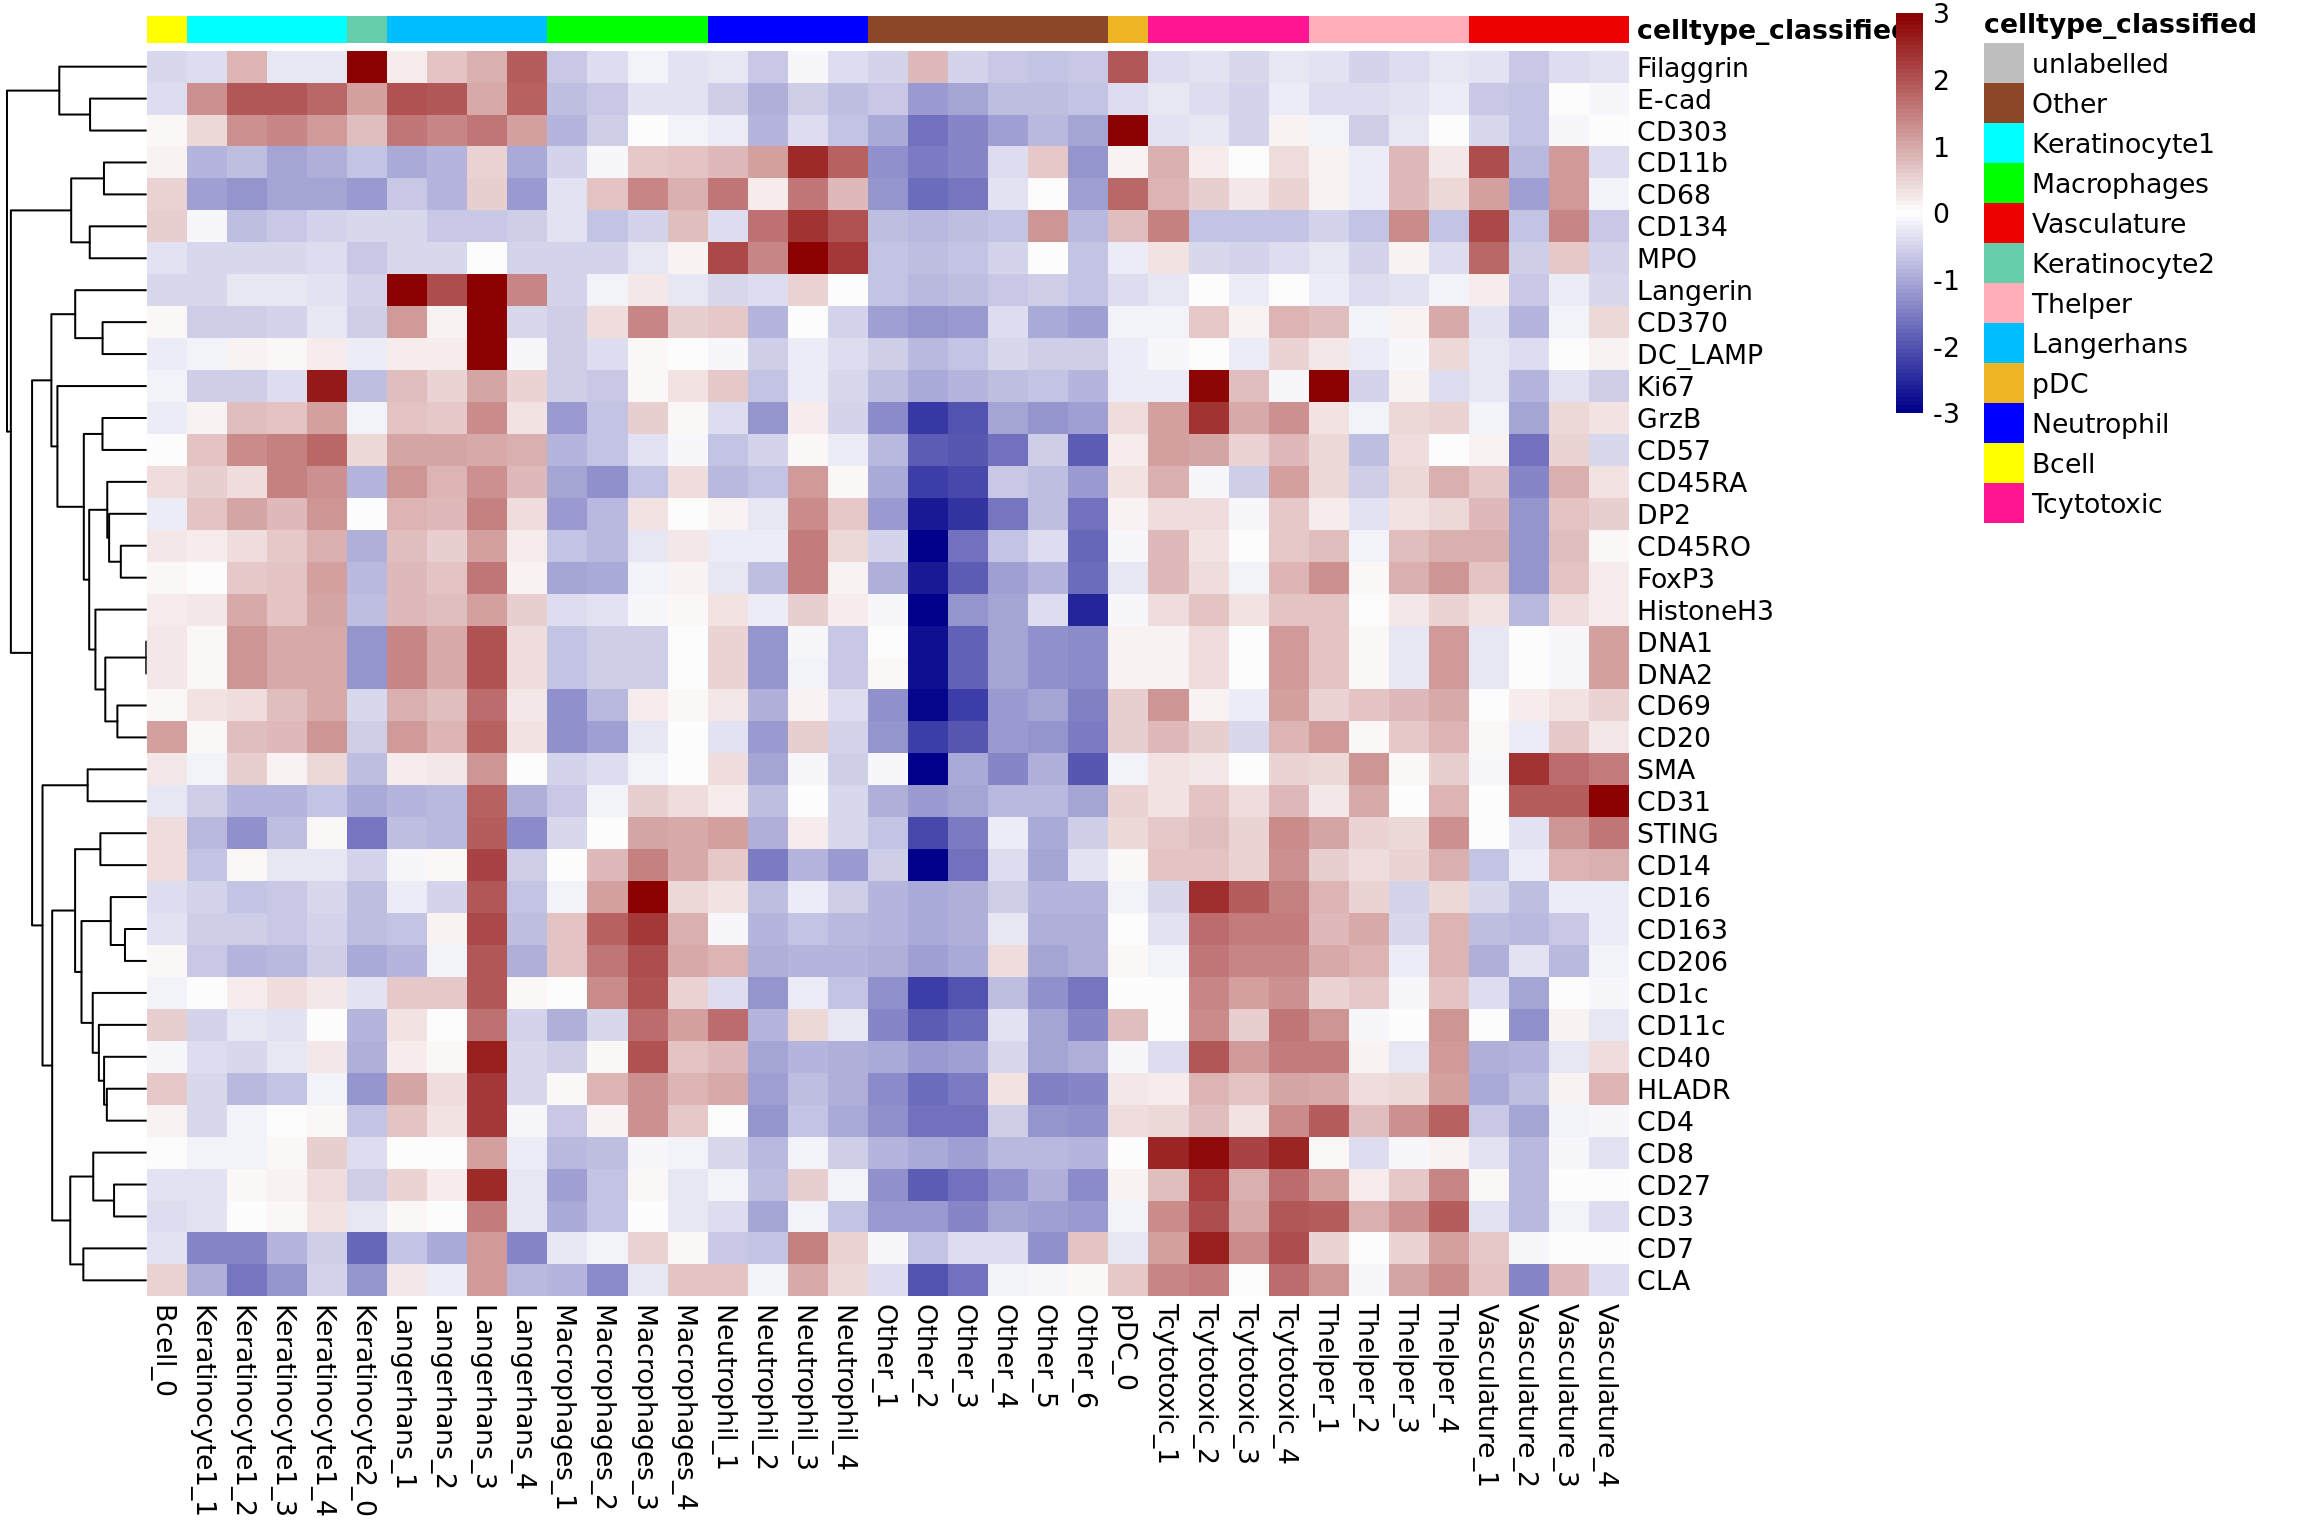 celltype_classified
Filaggrin
E-cad
CD303
CD11b
CD68
CD134
MPO
Langerin
CD370
DC_LAMP
Ki67
GrzB
CD57
CD45RA
DP2
CD45RO
FoxP3
HistoneH3
DNA1
DNA2
CD69
CD20
SMA
CD31
STING
CD14
CD16
CD163
CD206
CD1c
CD11c
CD40
HLADR
CD4
CD8
CD27
CD3
CD7
CLA
Bcell_0
Keratinocyte1_1
Keratinocyte1_2
Keratinocyte1_3
Keratinocyte1_4
Keratinocyte2_0
Langerhans_1
Langerhans_2
Langerhans_3
Langerhans_4
Macrophages_1
Macrophages_2
Macrophages_3
Macrophages_4
Neutrophil_1
Neutrophil_2
Neutrophil_3
Neutrophil_4
Other_1
Other_2
Other_3
Other_4
Other_5
Other_6
pDC_0
Tcytotoxic_1
Tcytotoxic_2
Tcytotoxic_3
Tcytotoxic_4
Thelper_1
Thelper_2
Thelper_3
Thelper_4
Vasculature_1
Vasculature_2
Vasculature_3
Vasculature_4
3
2
1
0
-1
-2
-3
celltype_classified
unlabelled
Other
Keratinocyte1
Macrophages
Vasculature
Keratinocyte2
Thelper
Langerhans
pDC
Neutrophil
Bcell
Tcytotoxic